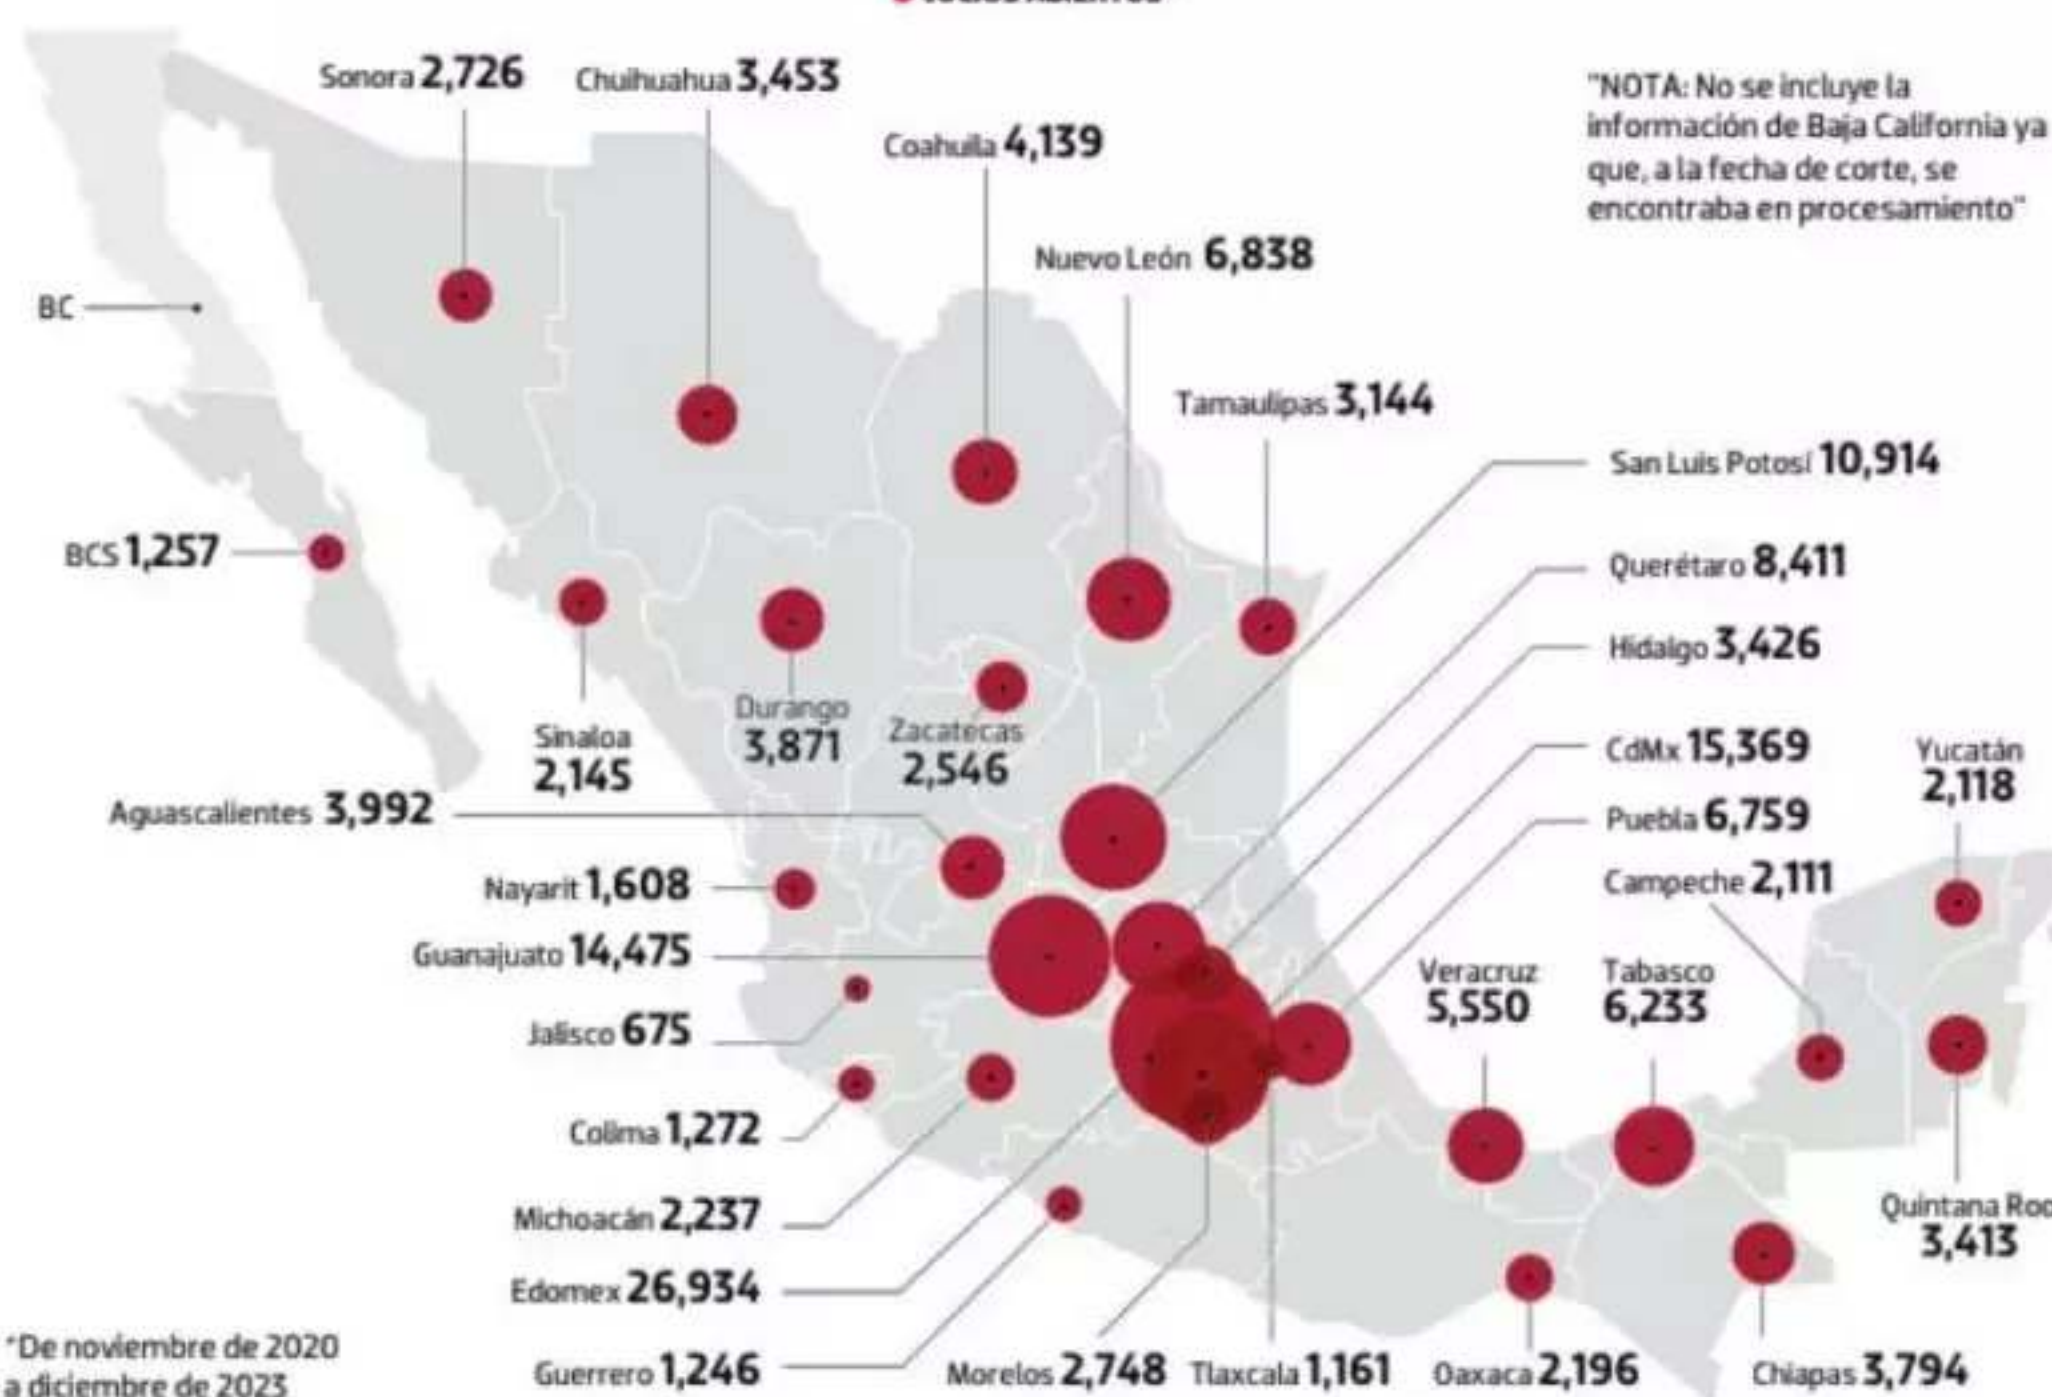 Sonora 2,726
Chuihuahua 3,453
Coahuila 4,139
"NOTA: No se incluye la
información de Baja California ya
que, a la fecha de corte, se
encontraba en procesamiento"
Nuevo León 6,838
BC
Tamaulipas 3,144
San Luis Potosí 10,914
BCS 1,257
Querétaro 8,411
Hidalgo 3,426
Durango
3,871
Zacatecas
2,546
Sinaloa
2,145
CdMx 15,369
Yucatán
2,118
Aguascalientes 3,992
Puebla 6,759
Campeche 2,111
Nayarit 1,608
Guanajuato 14,475
Veracruz
5,550
Tabasco
6,233
Jalisco 675
Colima 1,272
Michoacán 2,237
Quintana Roo
3,413
Edomex 26,934
*De noviembre de 2020
a diciembre de 2023
Guerrero 1,246
Morelos 2,748
Tlaxcala 1,161
Oaxaca 2,196
Chiapas 3,794